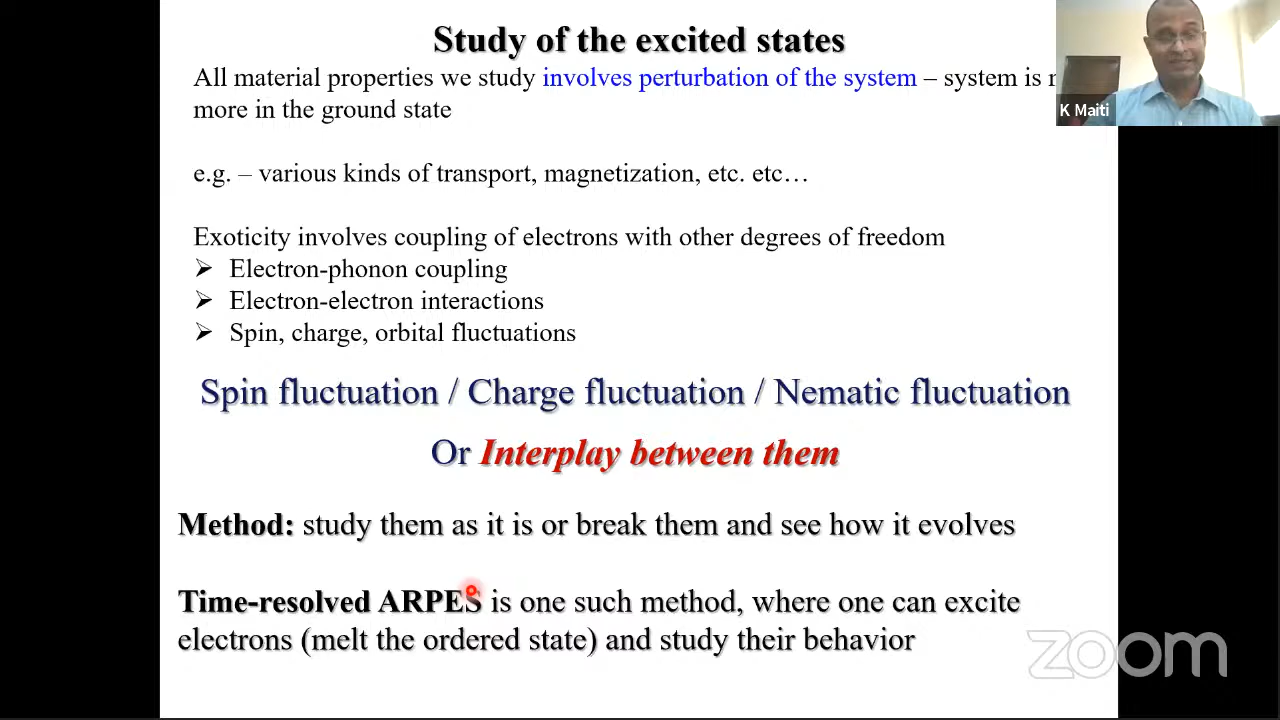 Study of the excited states
All material properties we study involves perturbation of the system – system is
more in the ground state
e.g. – various kinds of transport, magnetization, etc. etc…
Exoticity involves coupling of electrons with other degrees of freedom
➢ Electron-phonon coupling
➢ Electron-electron interactions
➢ Spin, charge, orbital fluctuations
Spin fluctuation / Charge fluctuation / Nematic fluctuation
Or Interplay between them
Method: study them as it is or break them and see how it evolves
Time-resolved ARPES is one such method, where one can excite
electrons (melt the ordered state) and study their behavior
K Maiti
zoom